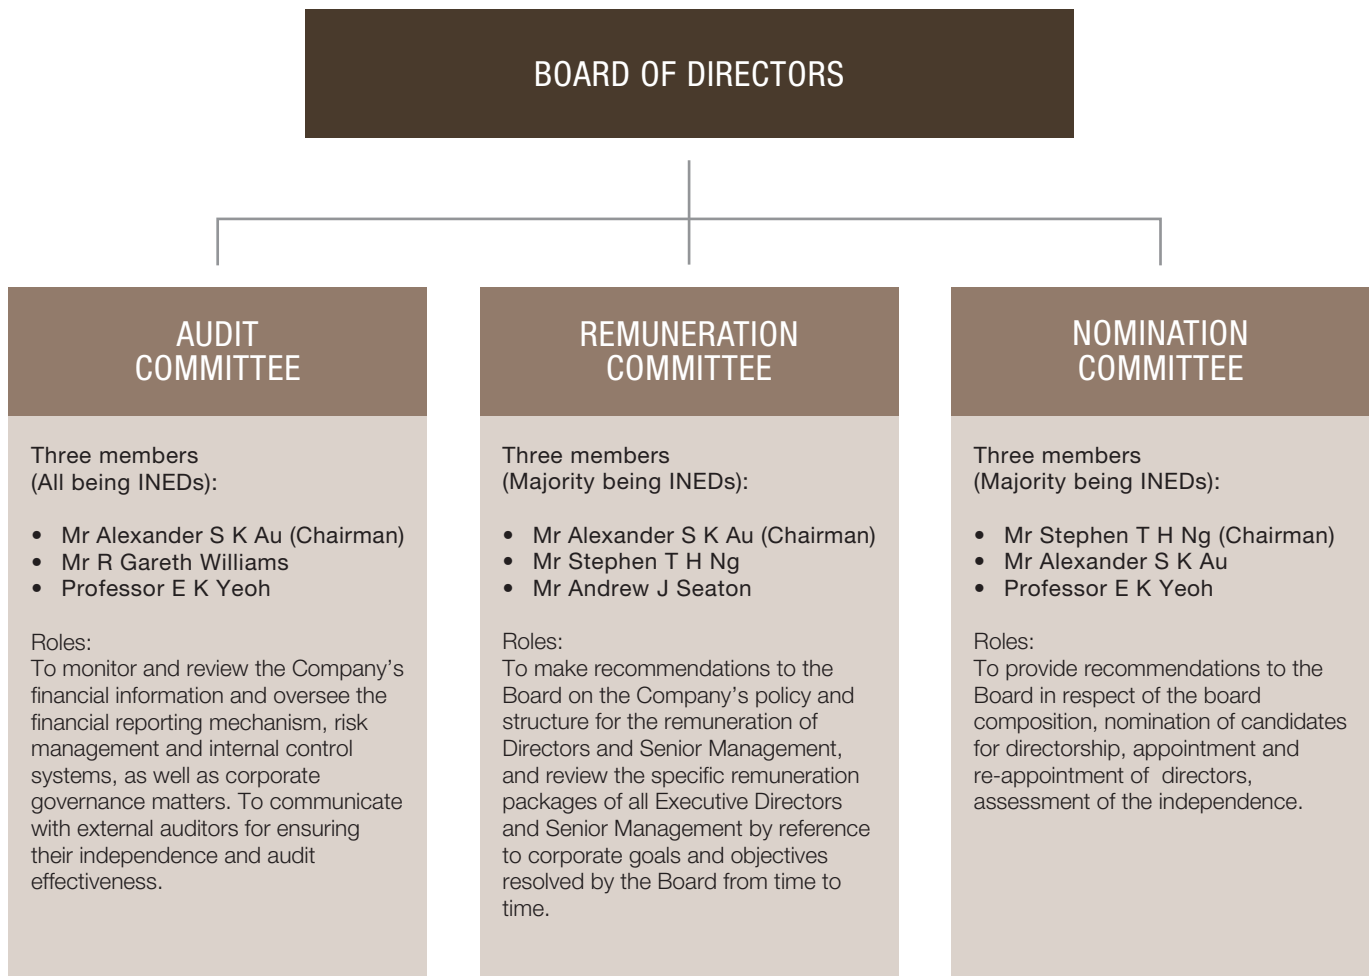 BOARD OF DIRECTORS
AUDIT
COMMITTEE
Three members
(All being INEDs):
• Mr Alexander S K Au (Chairman)
• Mr R Gareth Williams
• Professor E K Yeoh
Roles:
To monitor and review the Company’s
financial information and oversee the
financial reporting mechanism, risk
management and internal control
systems, as well as corporate
governance matters. To communicate
with external auditors for ensuring
their independence and audit
effectiveness.
REMUNERATION
COMMITTEE
Three members
(Majority being INEDs):
• Mr Alexander S K Au (Chairman)
• Mr Stephen T H Ng
• Mr Andrew J Seaton
Roles:
To make recommendations to the
Board on the Company’s policy and
structure for the remuneration of
Directors and Senior Management,
and review the specific remuneration
packages of all Executive Directors
and Senior Management by reference
to corporate goals and objectives
resolved by the Board from time to
time.
NOMINATION
COMMITTEE
Three members
(Majority being INEDs):
• Mr Stephen T H Ng (Chairman)
• Mr Alexander S K Au
• Professor E K Yeoh
Roles:
To provide recommendations to the
Board in respect of the board
composition, nomination of candidates
for directorship, appointment and
re-appointment of directors,
assessment of the independence.